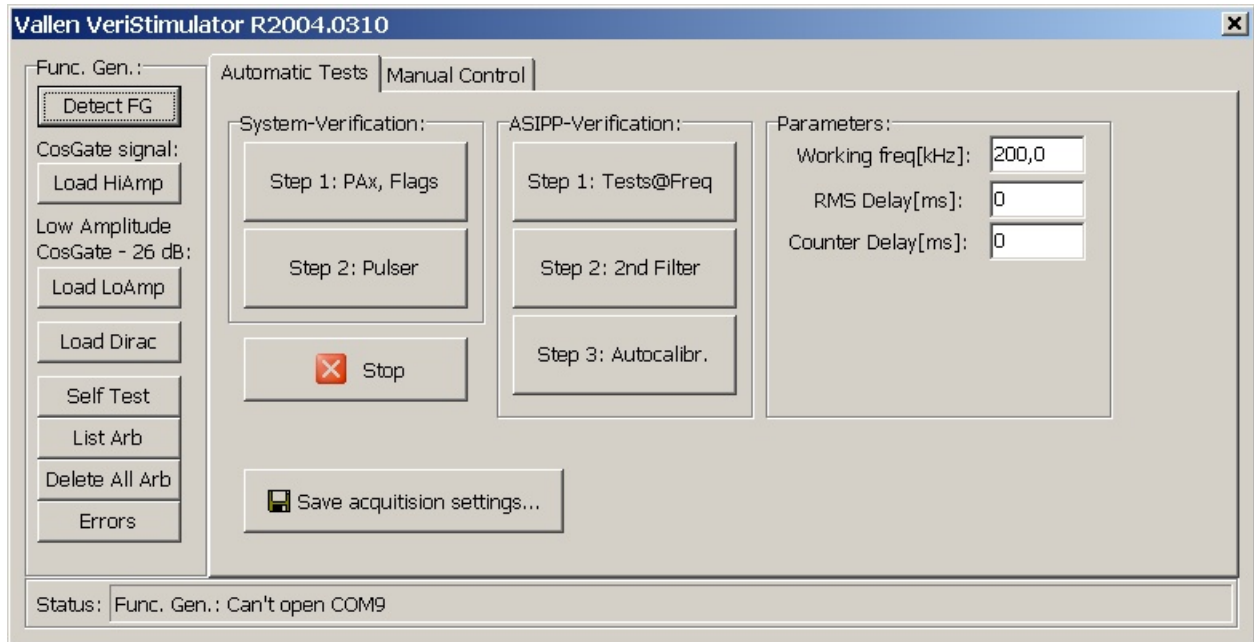 Vallen VeriStimulator R2004.0310
Func. Gen.:
Detect FG
CosGate signal:
Load HiAmp
Low Amplitude
CosGate - 26 dB:
Load LoAmp
Load Dirac
Self Test
List Arb
Delete All Arb
Errors
Automatic Tests
Manual Control
System-Verification:
Step 1: PAx, Flags
Step 2: Pulser
Stop
ASIPP-Verification:
Step 1: Tests@Freq
Step 2: 2nd Filter
Step 3: Autocalibr.
Parameters:
Working freq[kHz]: 200,0
RMS Delay[ms]: 0
Counter Delay[ms]: 0
Save acquitision settings...
Status: Func. Gen.: Can't open COM9